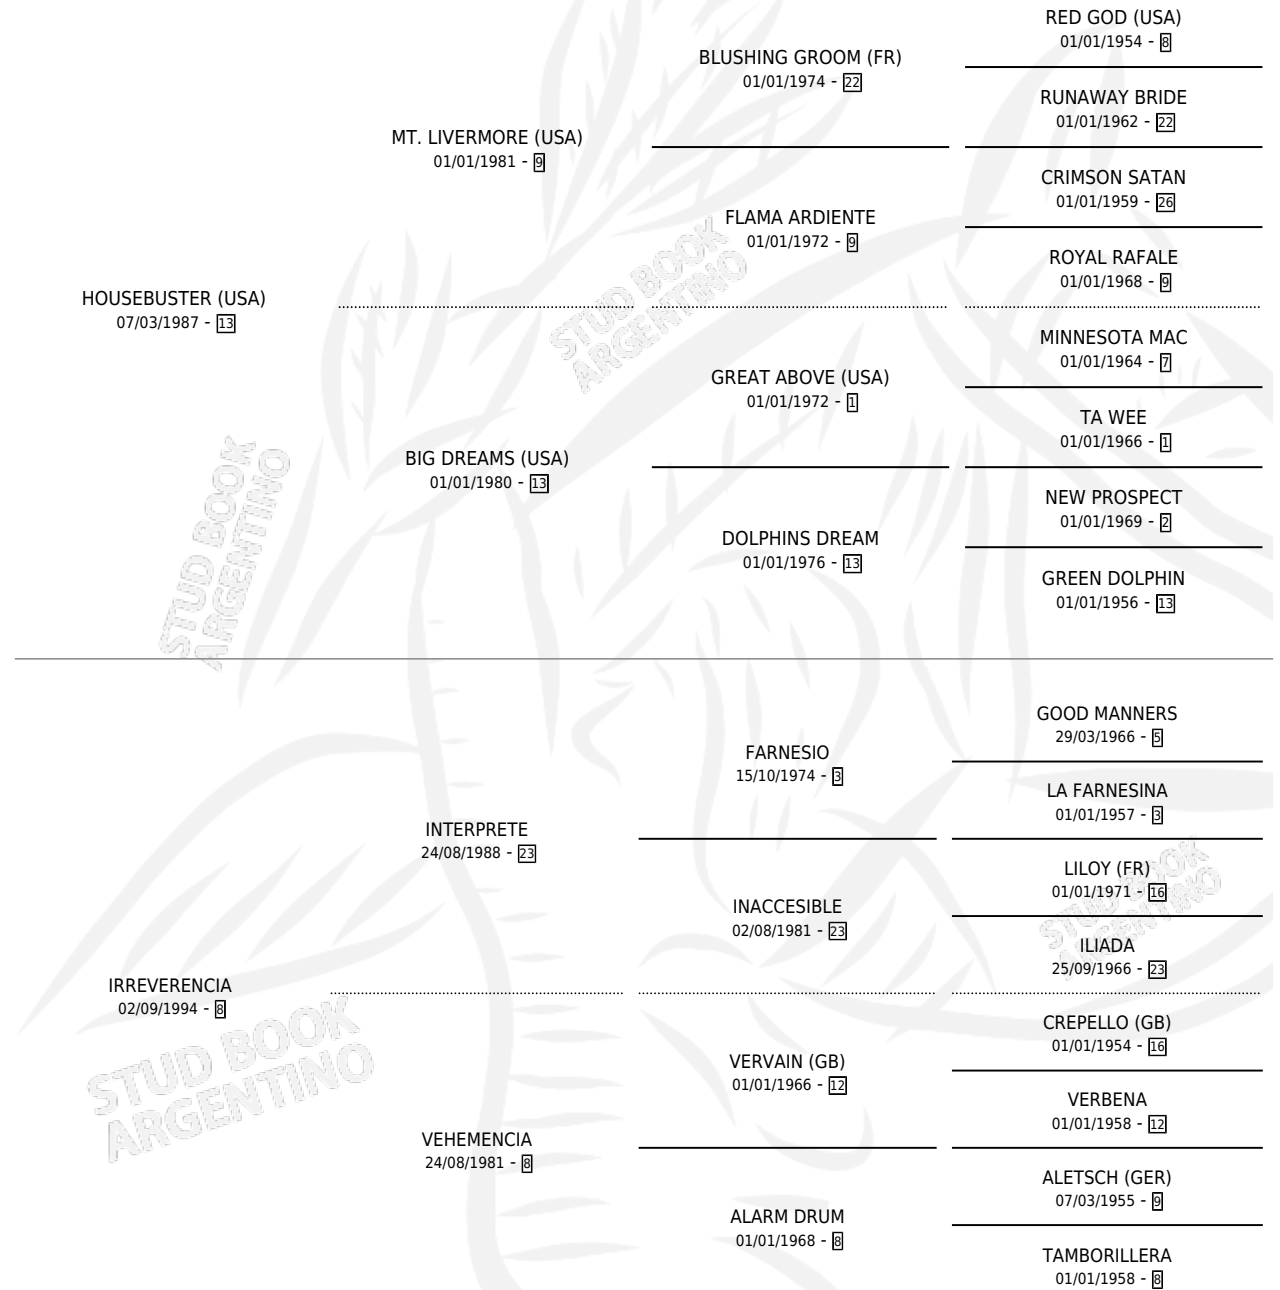 RED GOD (USA)
01/01/1954 - 8
BLUSHING GROOM (FR)
01/01/1974 - 22
RUNAWAY BRIDE
01/01/1962 - 22
MT. LIVERMORE (USA)
01/01/1981 - 9
CRIMSON SATAN
01/01/1959 - 26
FLAMA ARDIENTE
01/01/1972 - 9
ROYAL RAFALE
01/01/1968 - 9
HOUSEBUSTER (USA)
07/03/1987 - 13
STUD BOOK
ARGENTINO
MINNESOTA MAC
01/01/1964 - 7
GREAT ABOVE (USA)
01/01/1972 - 1
TA WEE
01/01/1966 - 1
BIG DREAMS (USA)
01/01/1980 - 13
NEW PROSPECT
01/01/1969 - 2
DOLPHINS DREAM
01/01/1976 - 13
GREEN DOLPHIN
01/01/1956 - 13
STUD BOOK
ARGENTINO
GOOD MANNERS
29/03/1966 - 5
FARNESIO
15/10/1974 - 3
LA FARNESINA
01/01/1957 - 3
INTERPRETE
24/08/1988 - 23
LILOY (FR)
01/01/1971 - 16
INACCESIBLE
02/08/1981 - 23
STUD BOOK
ARGENTINO
ILIADA
25/09/1966 - 23
IRREVERENCIA
02/09/1994 - 8
STUD BOOK
ARGENTINO
CREPELLO (GB)
01/01/1954 - 16
VERVAIN (GB)
01/01/1966 - 12
VERBENA
01/01/1958 - 12
VEHEMENCIA
24/08/1981 - 8
ALETSCH (GER)
07/03/1955 - 9
ALARM DRUM
01/01/1968 - 8
TAMBORILLERA
01/01/1958 - 8